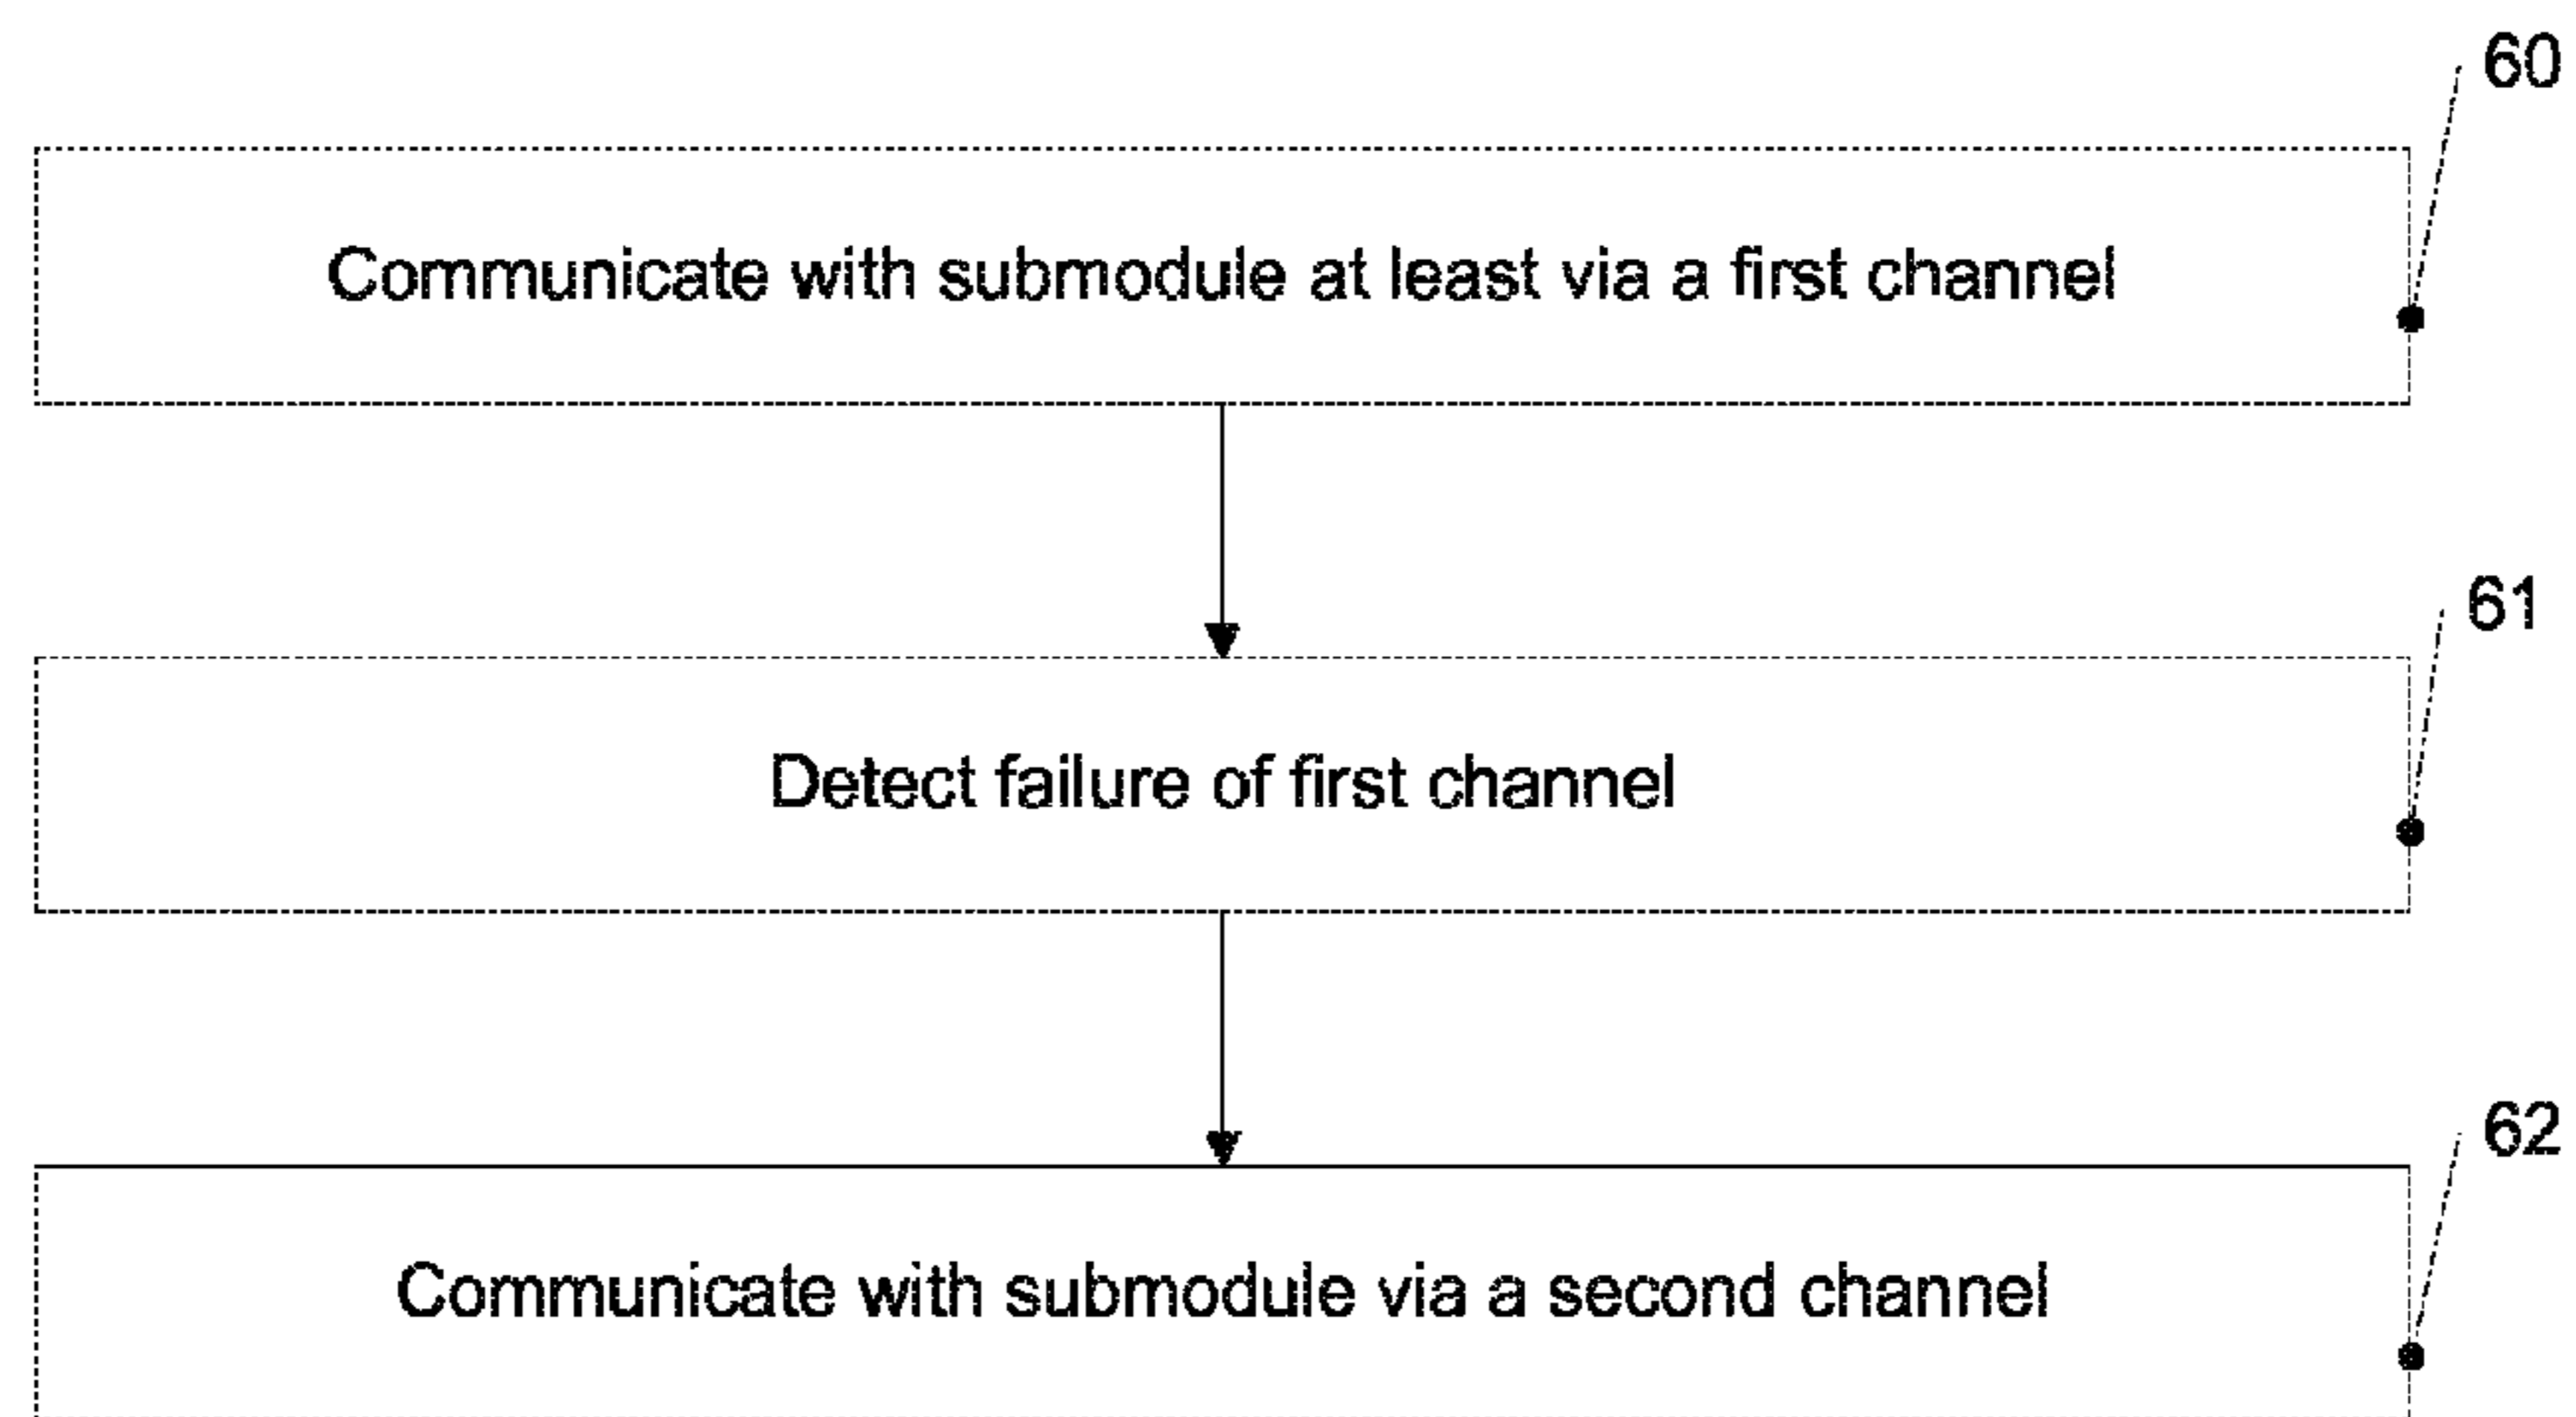 60
Communicate with submodule at least via a first channel
61
Detect failure of first channel
62
Communicate with submodule via a second channel